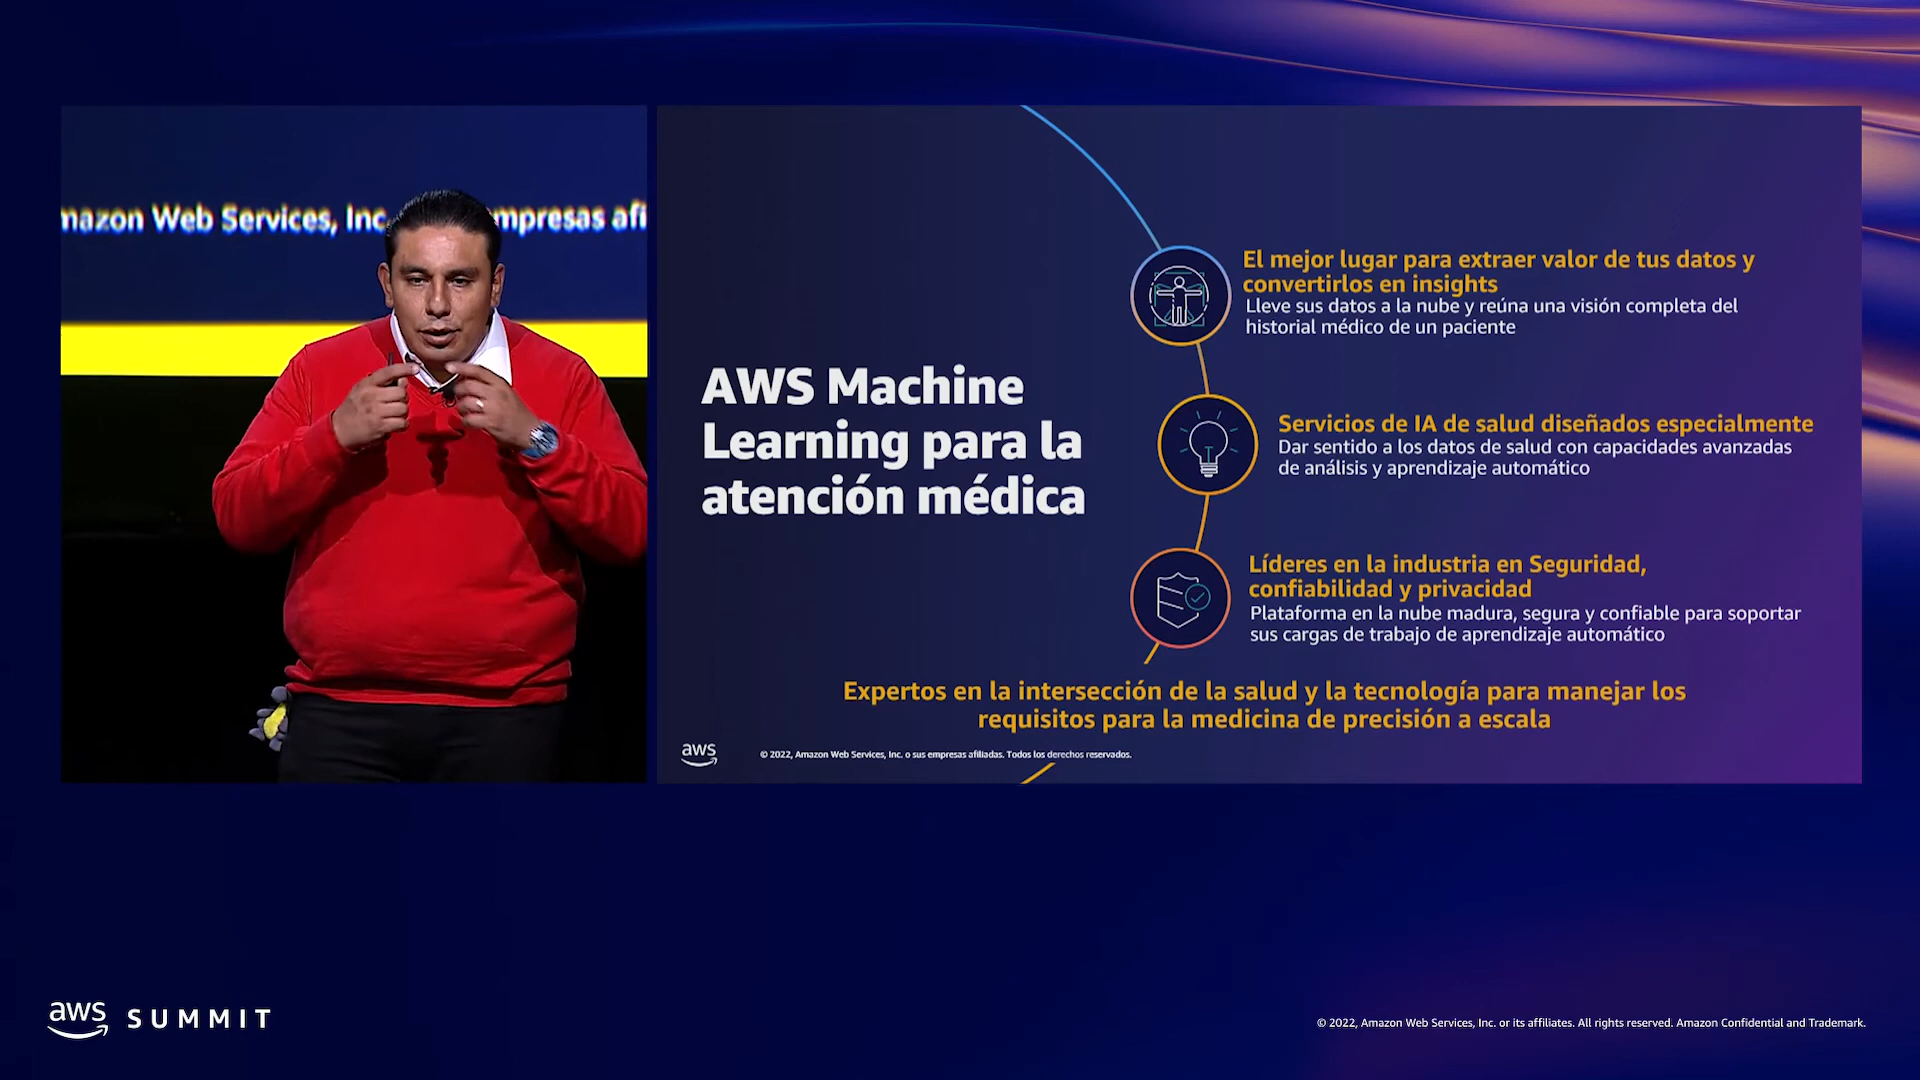 mazon Web Services, Inc. mpresas afi
AWS Machine
Learning para la
atención médica
El mejor lugar para extraer valor de tus datos y
convertirlos en insights
Lleve sus datos a la nube y reúna una visión completa del
historial médico de un paciente
Servicios de IA de salud diseñados especialmente
Dar sentido a los datos de salud con capacidades avanzadas
de análisis y aprendizaje automático
Líderes en la industria en Seguridad,
confiabilidad y privacidad
Plataforma en la nube madura, segura y confiable para soportar
sus cargas de trabajo de aprendizaje automático
Expertos en la intersección de la salud y la tecnología para manejar los
requisitos para la medicina de precisión a escala
aws
© 2022, Amazon Web Services, Inc. o sus empresas afiliadas. Todos los derechos reservados.
aws SUMMIT
© 2022, Amazon Web Services, Inc. or its affiliates. All rights reserved. Amazon Confidential and Trademark.